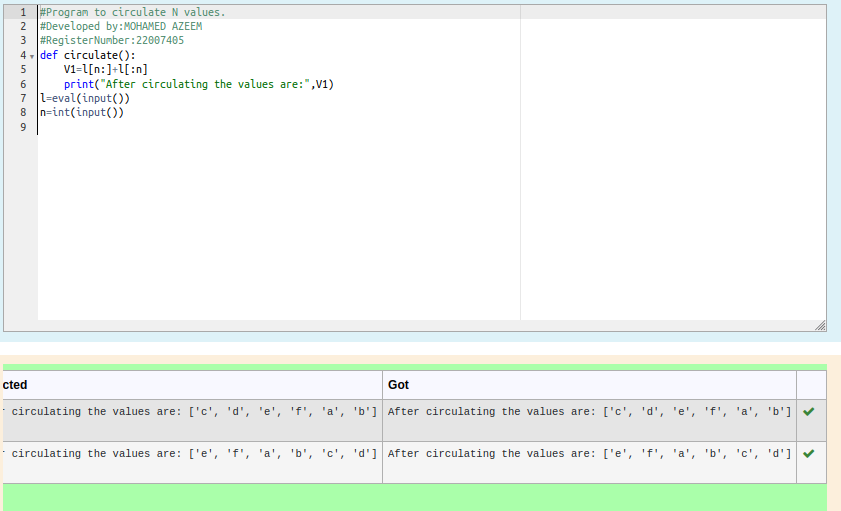 1 #Program to circulate N values.
2 #Developed by:MOHAMED AZEEM
3 #RegisterNumber:22007405
4 def circulate():
5 V1=l[n:]+l[:n]
6 print("After circulating the values are:",V1)
7 l=eval(input())
8 n=int(input())
9
cted Got
circulating the values are: ['c', 'd', 'e', 'f', 'a', 'b'] After circulating the values are: ['c', 'd', 'e', 'f', 'a', 'b']
circulating the values are: ['e', 'f', 'a', 'b', 'c', 'd'] After circulating the values are: ['e', 'f', 'a', 'b', 'c', 'd']